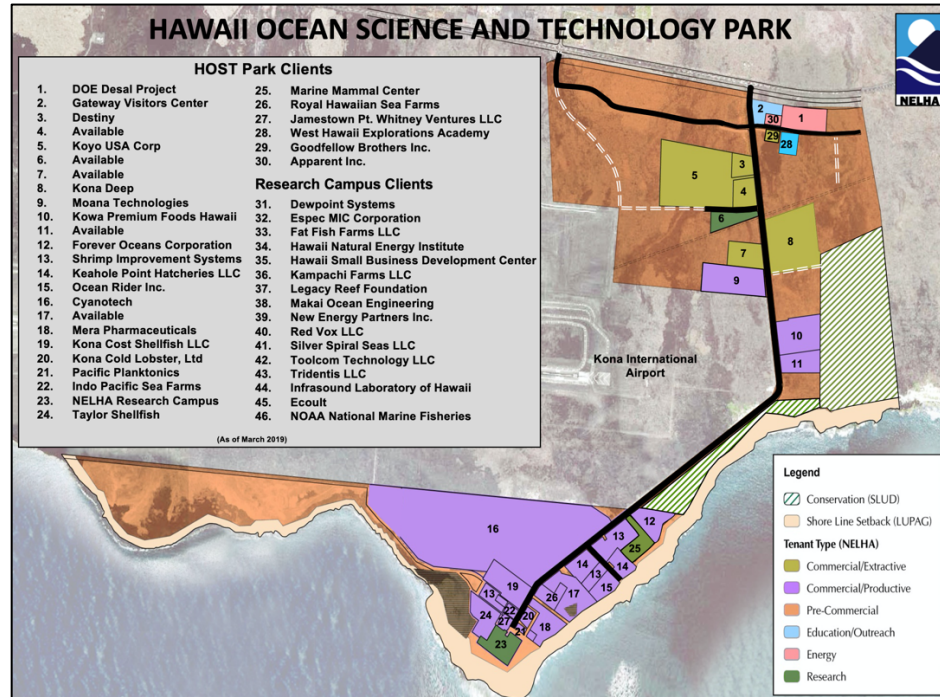 HAWAII OCEAN SCIENCE AND TECHNOLOGY PARK
NELHA
HOST Park Clients
1. DOE Desal Project
2. Gateway Visitors Center
3. Destiny
4. Available
5. Koyo USA Corp
6. Available
7. Available
8. Kona Deep
9. Moana Technologies
10. Kowa Premium Foods Hawaii
11. Available
12. Forever Oceans Corporation
13. Shrimp Improvement Systems
14. Keahole Point Hatcheries LLC
15. Ocean Rider Inc.
16. Cyanotech
17. Available
18. Mera Pharmaceuticals
19. Kona Cost Shellfish LLC
20. Kona Cold Lobster, Ltd
21. Pacific Planktonics
22. Indo Pacific Sea Farms
23. NELHA Research Campus
24. Taylor Shellfish
25. Marine Mammal Center
26. Royal Hawaiian Sea Farms
27. Jamestown Pt. Whitney Ventures LLC
28. West Hawaii Explorations Academy
29. Goodfellow Brothers Inc.
30. Apparent Inc.
Research Campus Clients
31. Dewpoint Systems
32. Espec MIC Corporation
33. Fat Fish Farms LLC
34. Hawaii Natural Energy Institute
35. Hawaii Small Business Development Center
36. Kampachi Farms LLC
37. Legacy Reef Foundation
38. Makai Ocean Engineering
39. New Energy Partners Inc.
40. Red Vox LLC
41. Silver Spiral Seas LLC
42. Toolcom Technology LLC
43. Tridentis LLC
44. Infrasound Laboratory of Hawaii
45. Ecoult
46. NOAA National Marine Fisheries
(As of March 2019)
2
30
1
29
28
3
5
4
6
8
7
9
10
11
Kona International
Airport
16
12
13
25
14
14
13
15
19
13
26
17
22
20
24
27
21
18
23
Legend
Conservation (SLUD)
Shore Line Setback (LUPAG)
Tenant Type (NELHA)
Commercial/Extractive
Commercial/Productive
Pre-Commercial
Education/Outreach
Energy
Research